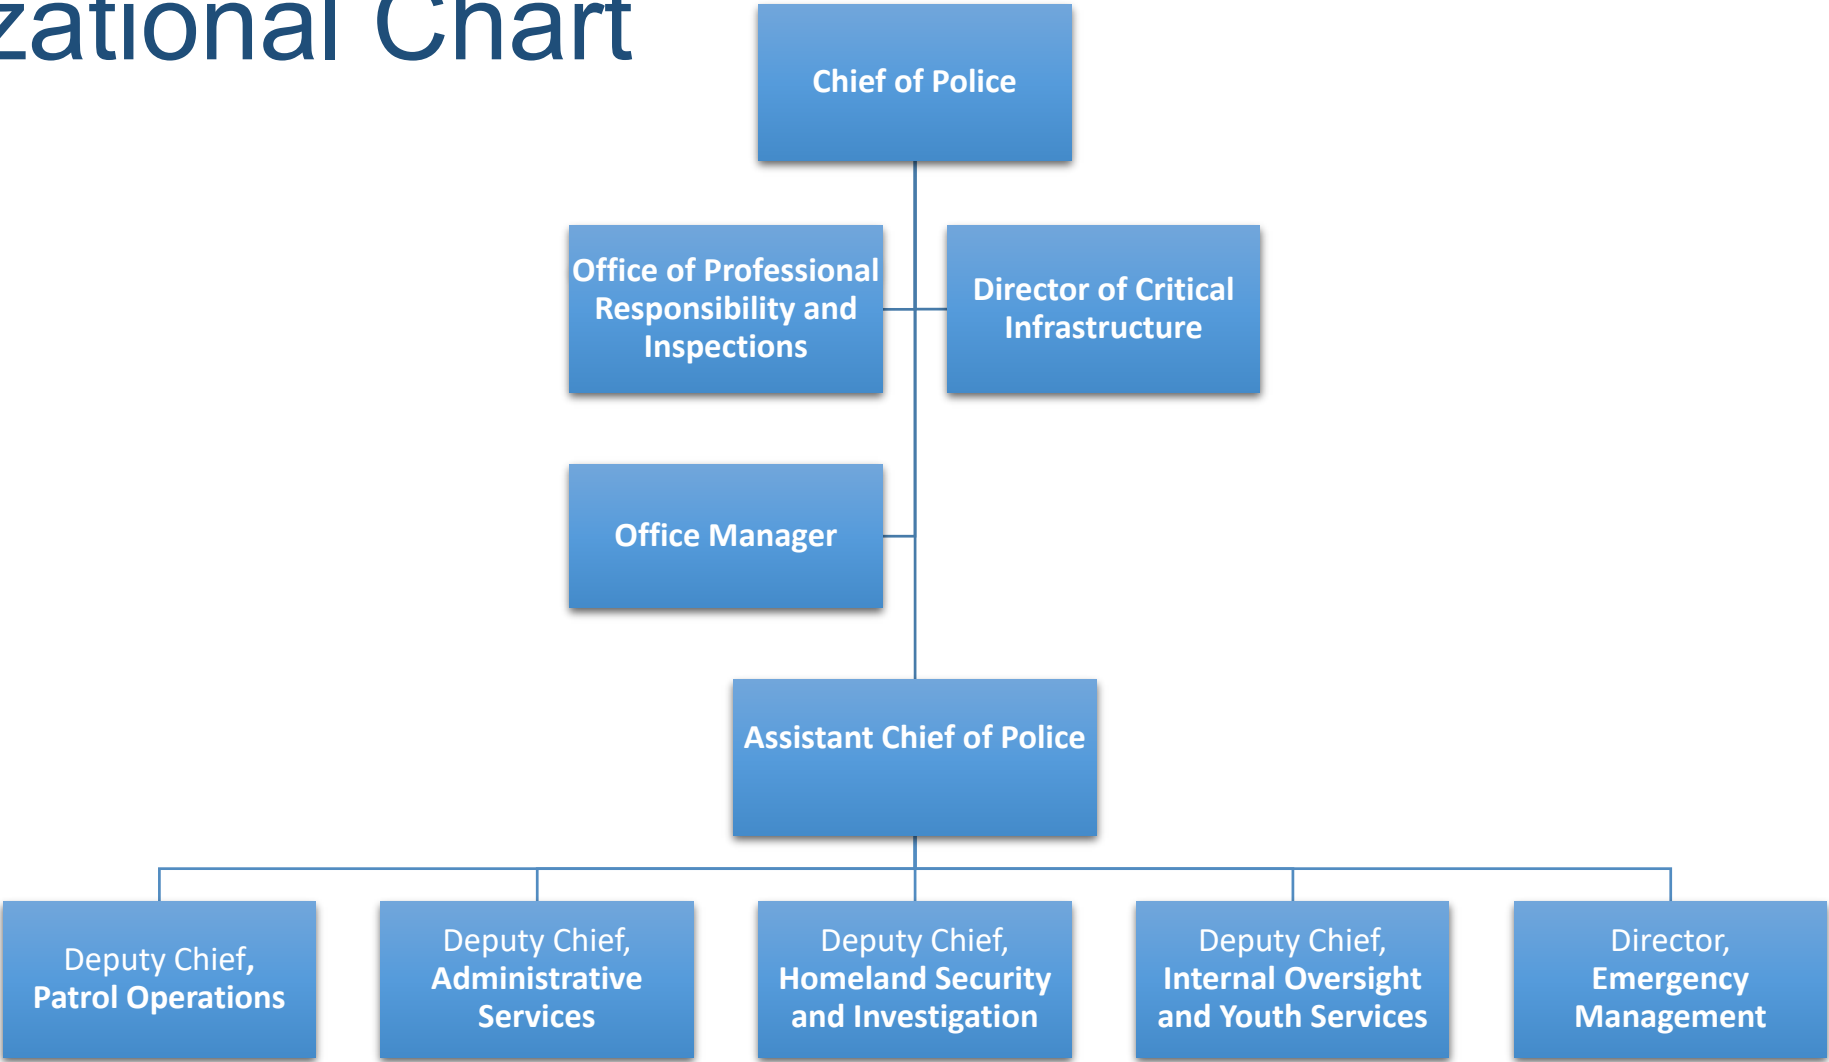 zational Chart
Chief of Police
Office of Professional
Responsibility and
Inspections
Director of Critical
Infrastructure
Office Manager
Assistant Chief of Police
Deputy Chief,
Patrol Operations
Deputy Chief,
Administrative
Services
Deputy Chief,
Homeland Security
and Investigation
Deputy Chief,
Internal Oversight
and Youth Services
Director,
Emergency
Management